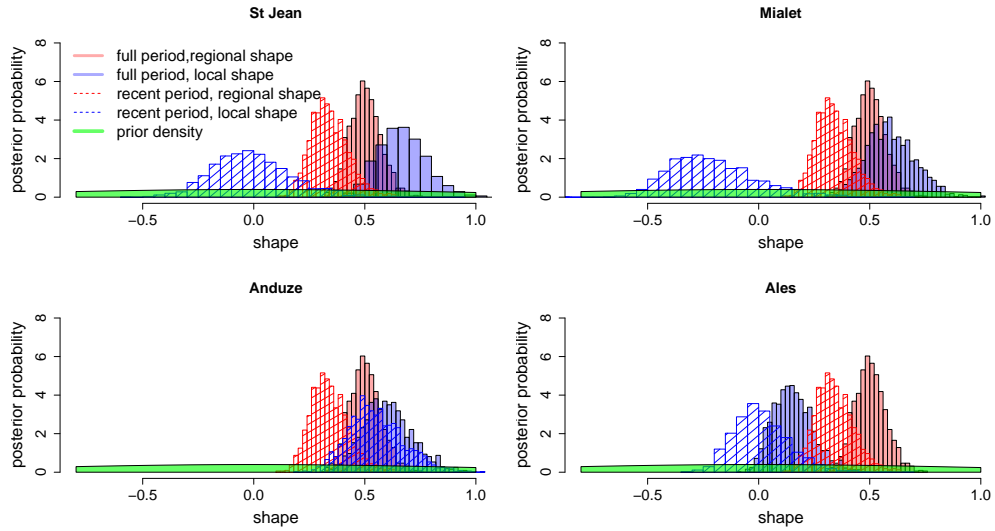 St Jean
posterior probability
8
6
4
2
0
full period,regional shape
full period, local shape
recent period, regional shape
recent period, local shape
prior density
−0.5 0.0 0.5 1.0
shape
Mialet
posterior probability
8
6
4
2
0
−0.5 0.0 0.5 1.0
shape
Anduze
posterior probability
8
6
4
2
0
−0.5 0.0 0.5 1.0
shape
Ales
posterior probability
8
6
4
2
0
−0.5 0.0 0.5 1.0
shape